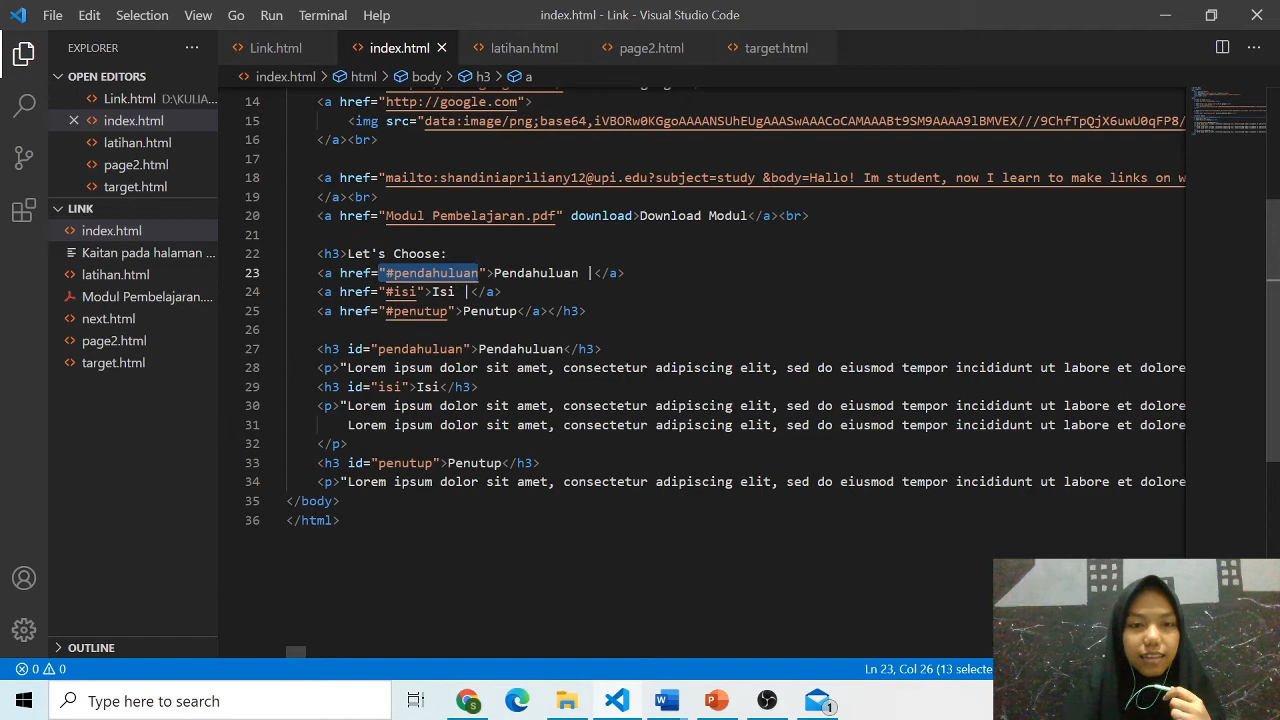 File Edit Selection View Go Run Terminal Help
index.html - Link - Visual Studio Code
EXPLORER
Link.html
index.html
latihan.html
page2.html
target.html
OPEN EDITORS
index.html > html > body > h3 > a
Link.html D:\KULIA...
index.html
latihan.html
page2.html
target.html
LINK
index.html
Kaitan pada halaman ...
latihan.html
Modul Pembelajaran....
next.html
page2.html
target.html
OUTLINE
14 <a href="http://google.com">
15 <img src="data:image/png;base64,iVBORw0KGgoAAAANSUhEUgAAASwAAACoCAMAAABt9SM9AAAA9lBMVEX///9ChfTpQjX6uwU0qFP8/
16 </a><br>
17
18 <a href="mailto:shandiniapriliany12@upi.edu?subject=study &body=Hallo! Im student, now I learn to make links on w
19 </a><br>
20 <a href="Modul Pembelajaran.pdf" download>Download Modul</a><br>
21
22 <h3>Let's Choose:
23 <a href="#pendahuluan">Pendahuluan |</a>
24 <a href="#isi">Isi |</a>
25 <a href="#penutup">Penutup</a></h3>
26
27 <h3 id="pendahuluan">Pendahuluan</h3>
28 <p>"Lorem ipsum dolor sit amet, consectetur adipiscing elit, sed do eiusmod tempor incididunt ut labore et dolore
29 <h3 id="isi">Isi</h3>
30 <p>"Lorem ipsum dolor sit amet, consectetur adipiscing elit, sed do eiusmod tempor incididunt ut labore et dolore
31 Lorem ipsum dolor sit amet, consectetur adipiscing elit, sed do eiusmod tempor incididunt ut labore et dolore
32 </p>
33 <h3 id="penutup">Penutup</h3>
34 <p>"Lorem ipsum dolor sit amet, consectetur adipiscing elit, sed do eiusmod tempor incididunt ut labore et dolore
35 </body>
36 </html>
0 0
Ln 23, Col 26 (13 selecte
Type here to search
1